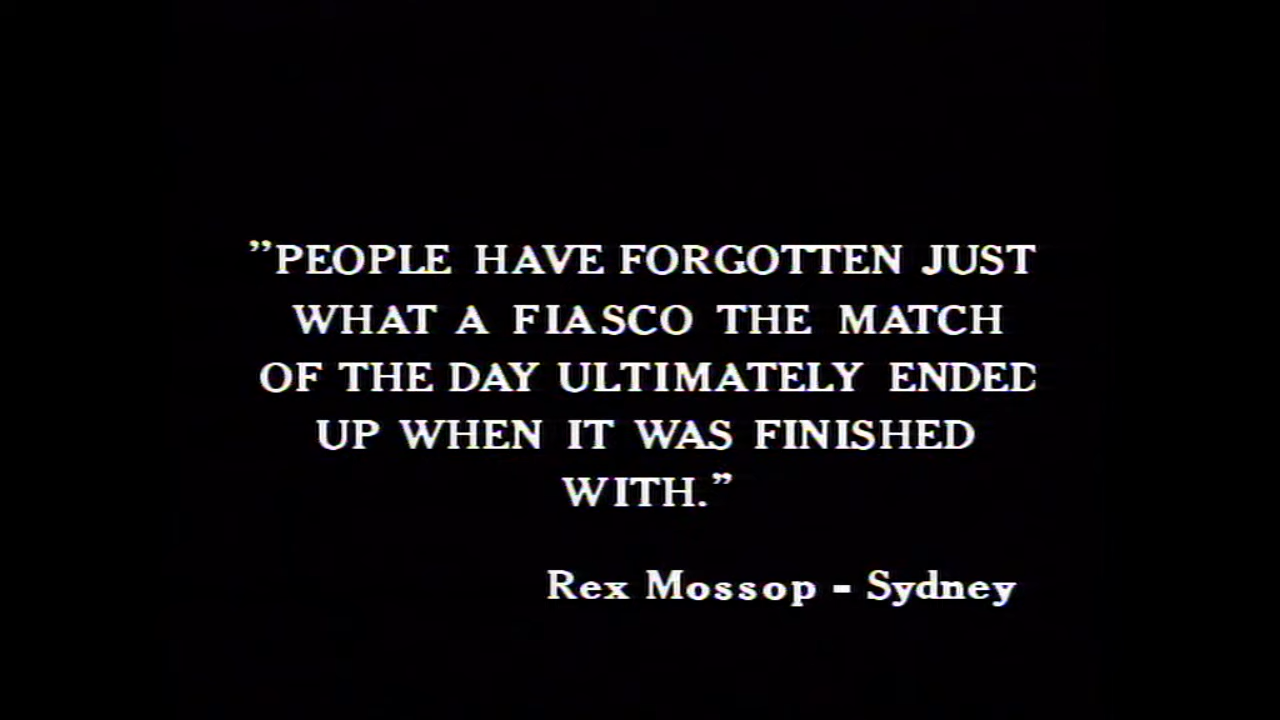 ”PEOPLE HAVE FORGOTTEN JUST
WHAT A FIASCO THE MATCH
OF THE DAY ULTIMATELY ENDED
UP WHEN IT WAS FINISHED
WITH.”
Rex Mossop - Sydney